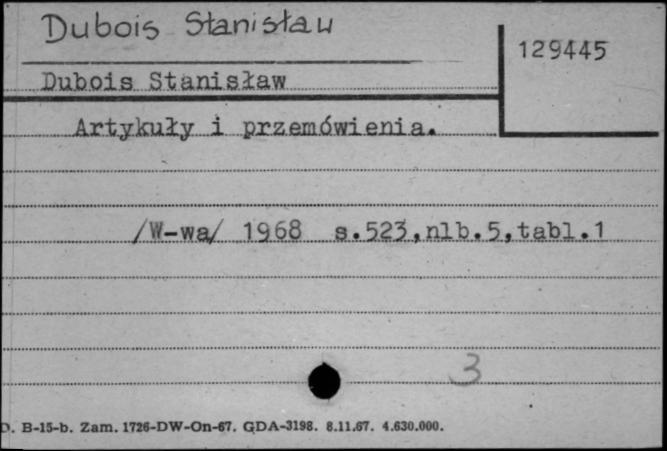 Dubois Stanisław
129445
Dubois Stanisław
Artykuły i przemówienia.
/W-wa/ 1968 s.523,nlb.5,tabl.1
3
D. B-15-b. Zam. 1726-DW-On-67. GDA-3198. 8.11.67. 4.630.000.